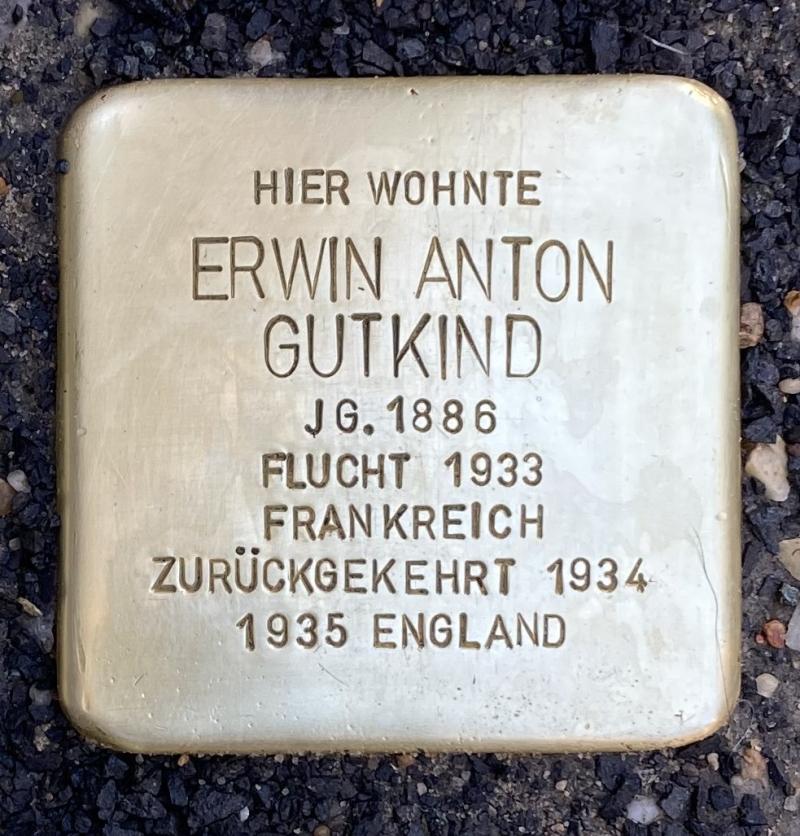 HIER WOHNTE
ERWIN ANTON
GUTKIND
JG. 1886
FLUCHT 1933
FRANKREICH
ZURÜCKGEKEHRT 1934
1935 ENGLAND